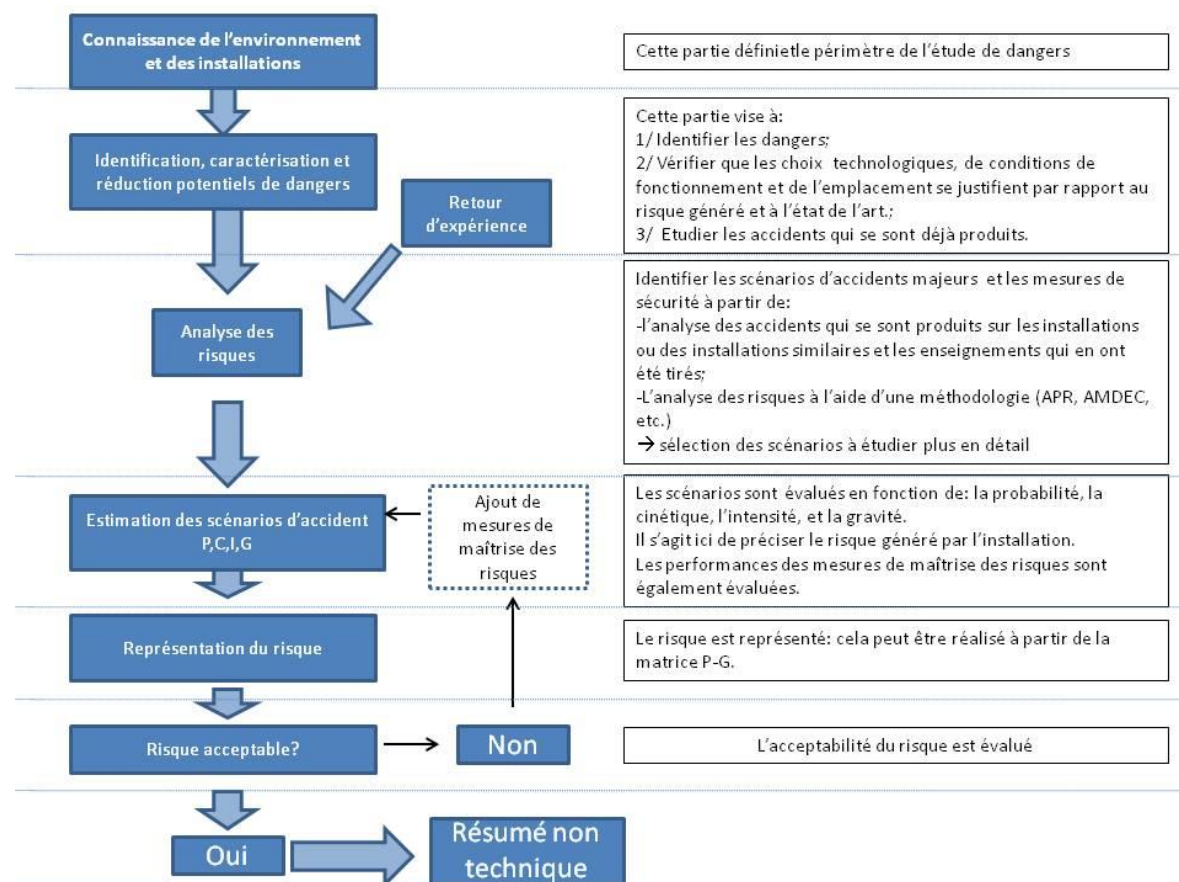 Connaissance de l'environnement
et des installations
Cette partie définietle périmètre de l'étude de dangers
Identification, caractérisation et
réduction potentiels de dangers
Retour
d'expérience
Cette partie vise à:
1/ Identifier les dangers;
2/ Vérifier que les choix technologiques, de conditions de
fonctionnement et de l'emplacement se justifient par rapport au
risque généré et à l'état de l'art.;
3/ Etudier les accidents qui se sont déjà produits.
Analyse des
risques
Identifier les scénarios d'accidents majeurs et les mesures de
sécurité à partir de:
-l'analyse des accidents qui se sont produits sur les installations
ou des installations similaires et les enseignements qui en ont
été tirés;
-L'analyse des risques à l'aide d'une méthodologie (APR, AMDEC,
etc.)
→ sélection des scénarios à étudier plus en détail
Estimation des scénarios d'accident
P,C,I,G
Ajout de
mesures de
maîtrise des
risques
Les scénarios sont évalués en fonction de: la probabilité, la
cinétique, l'intensité, et la gravité.
Il s'agit ici de préciser le risque généré par l'installation.
Les performances des mesures de maîtrise des risques sont
également évaluées.
Représentation du risque
Le risque est représenté: cela peut être réalisé à partir de la
matrice P-G.
Risque acceptable?
Non
L'acceptabilité du risque est évalué
Oui
Résumé non
technique